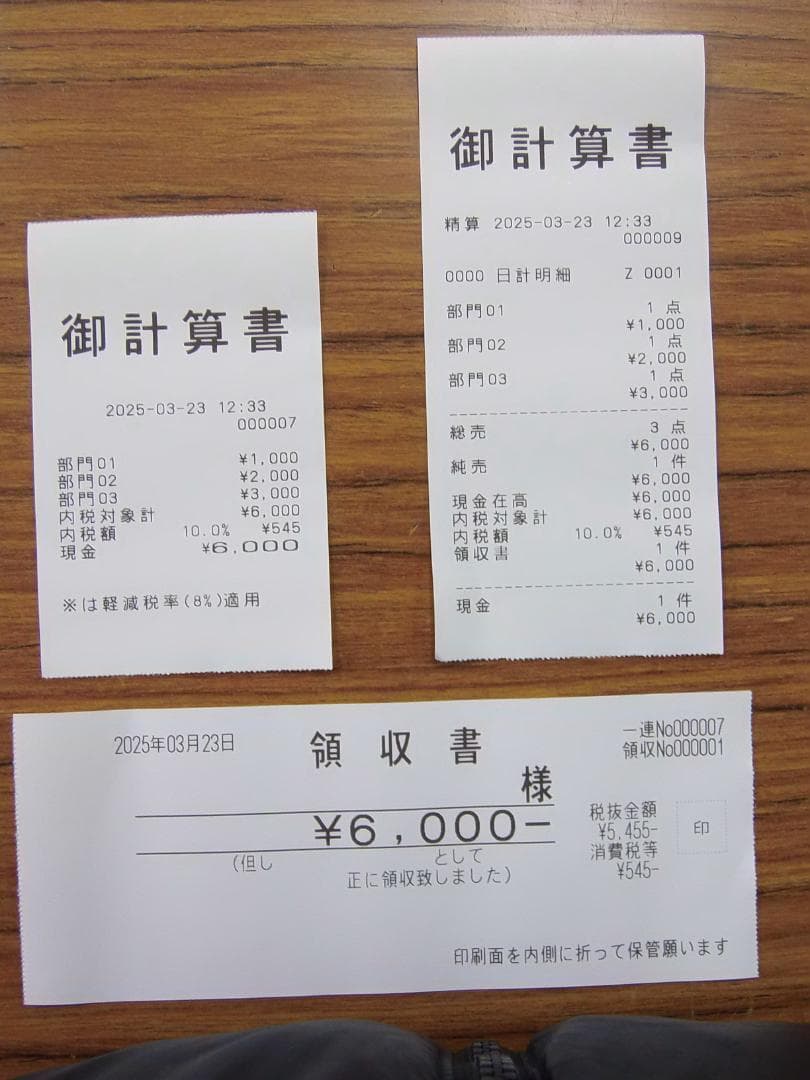 御計算書
2025-03-23 12:33
000007
部門01 ¥1,000
部門02 ¥2,000
部門03 ¥3,000
内税対象計 ¥6,000
内税額 10.0% ¥545
現金 ¥6,000
※は軽減税率(8%)適用
御計算書
精算 2025-03-23 12:33
000009
0000 日計明細 Z 0001
部門01 1 点
¥1,000
部門02 1 点
¥2,000
部門03 1 点
¥3,000
総売 3 点
¥6,000
純売 1 件
¥6,000
現金在高 ¥6,000
内税対象計 ¥6,000
内税額 10.0% ¥545
領収書 1 件
¥6,000
現金 1 件
¥6,000
2025年03月23日 領収書 一連No000007
領収No000001
様
¥6,000-
税抜金額
¥5,455-
消費税等
¥545-
印
(但し として
正に領収致しました)
印刷面を内側に折って保管願います